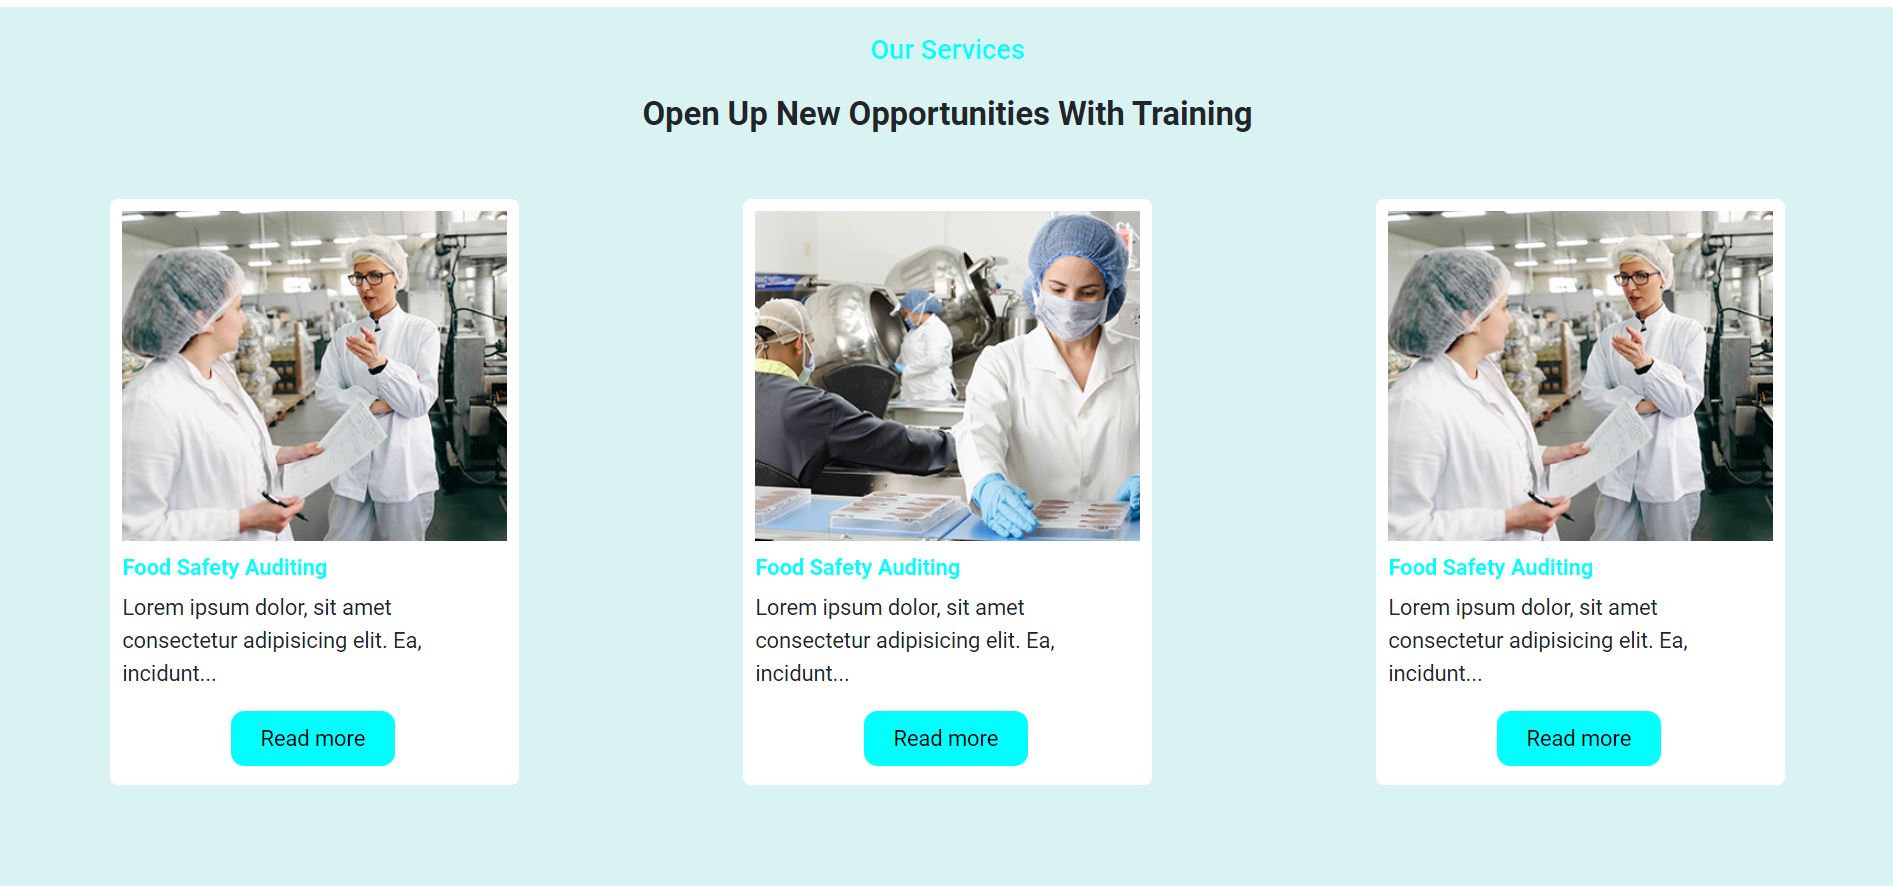 Our Services
Open Up New Opportunities With Training
Food Safety Auditing
Lorem ipsum dolor, sit amet
consectetur adipisicing elit. Ea,
incidunt...
Read more
Food Safety Auditing
Lorem ipsum dolor, sit amet
consectetur adipisicing elit. Ea,
incidunt...
Read more
Food Safety Auditing
Lorem ipsum dolor, sit amet
consectetur adipisicing elit. Ea,
incidunt...
Read more